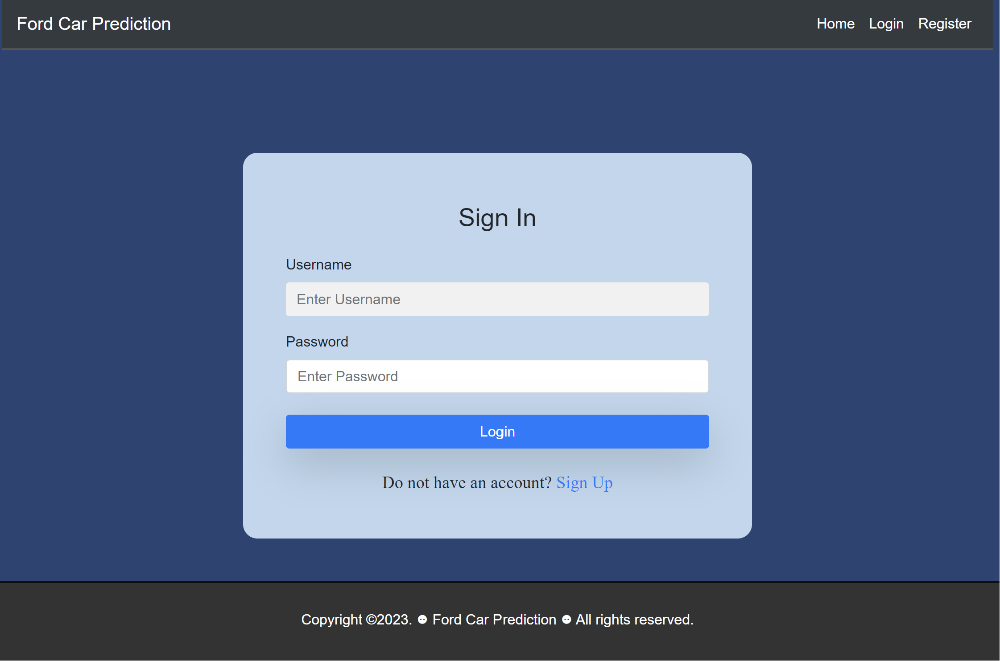 Ford Car Prediction
Home Login Register
Sign In
Username
Enter Username
Password
Enter Password
Login
Do not have an account? Sign Up
Copyright ©2023. ⚉ Ford Car Prediction ⚉ All rights reserved.